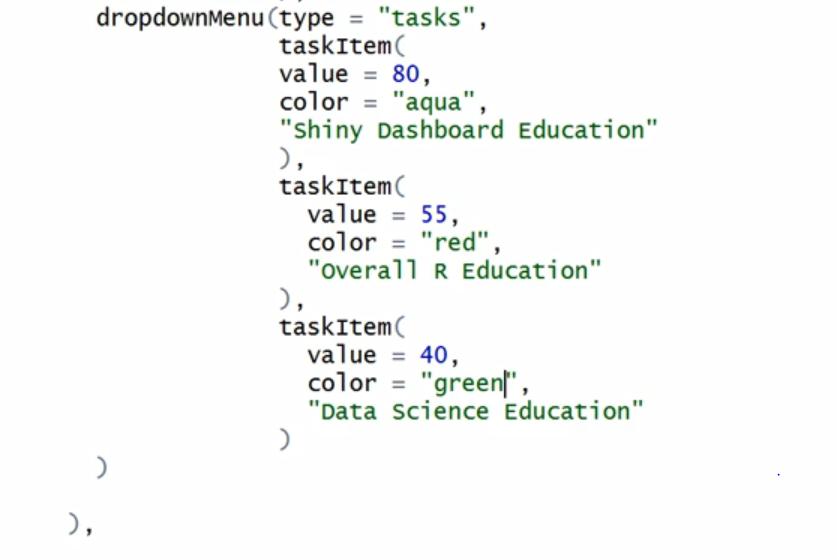 dropdownMenu(type = "tasks",
taskItem(
value = 80,
color = "aqua",
"Shiny Dashboard Education"
),
taskItem(
value = 55,
color = "red",
"Overall R Education"
),
taskItem(
value = 40,
color = "green",
"Data Science Education"
)
)
),